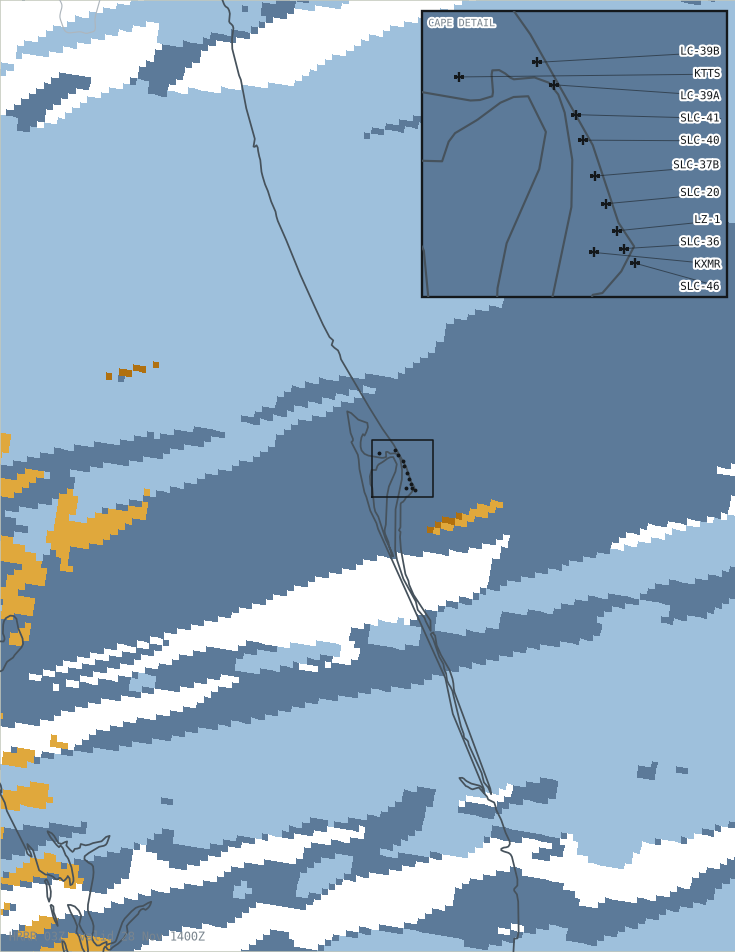 CAPE DETAIL
LC-39B
KTTS
LC-39A
SLC-41
SLC-40
SLC-37B
SLC-20
LZ-1
SLC-36
KXMR
SLC-46
1400Z